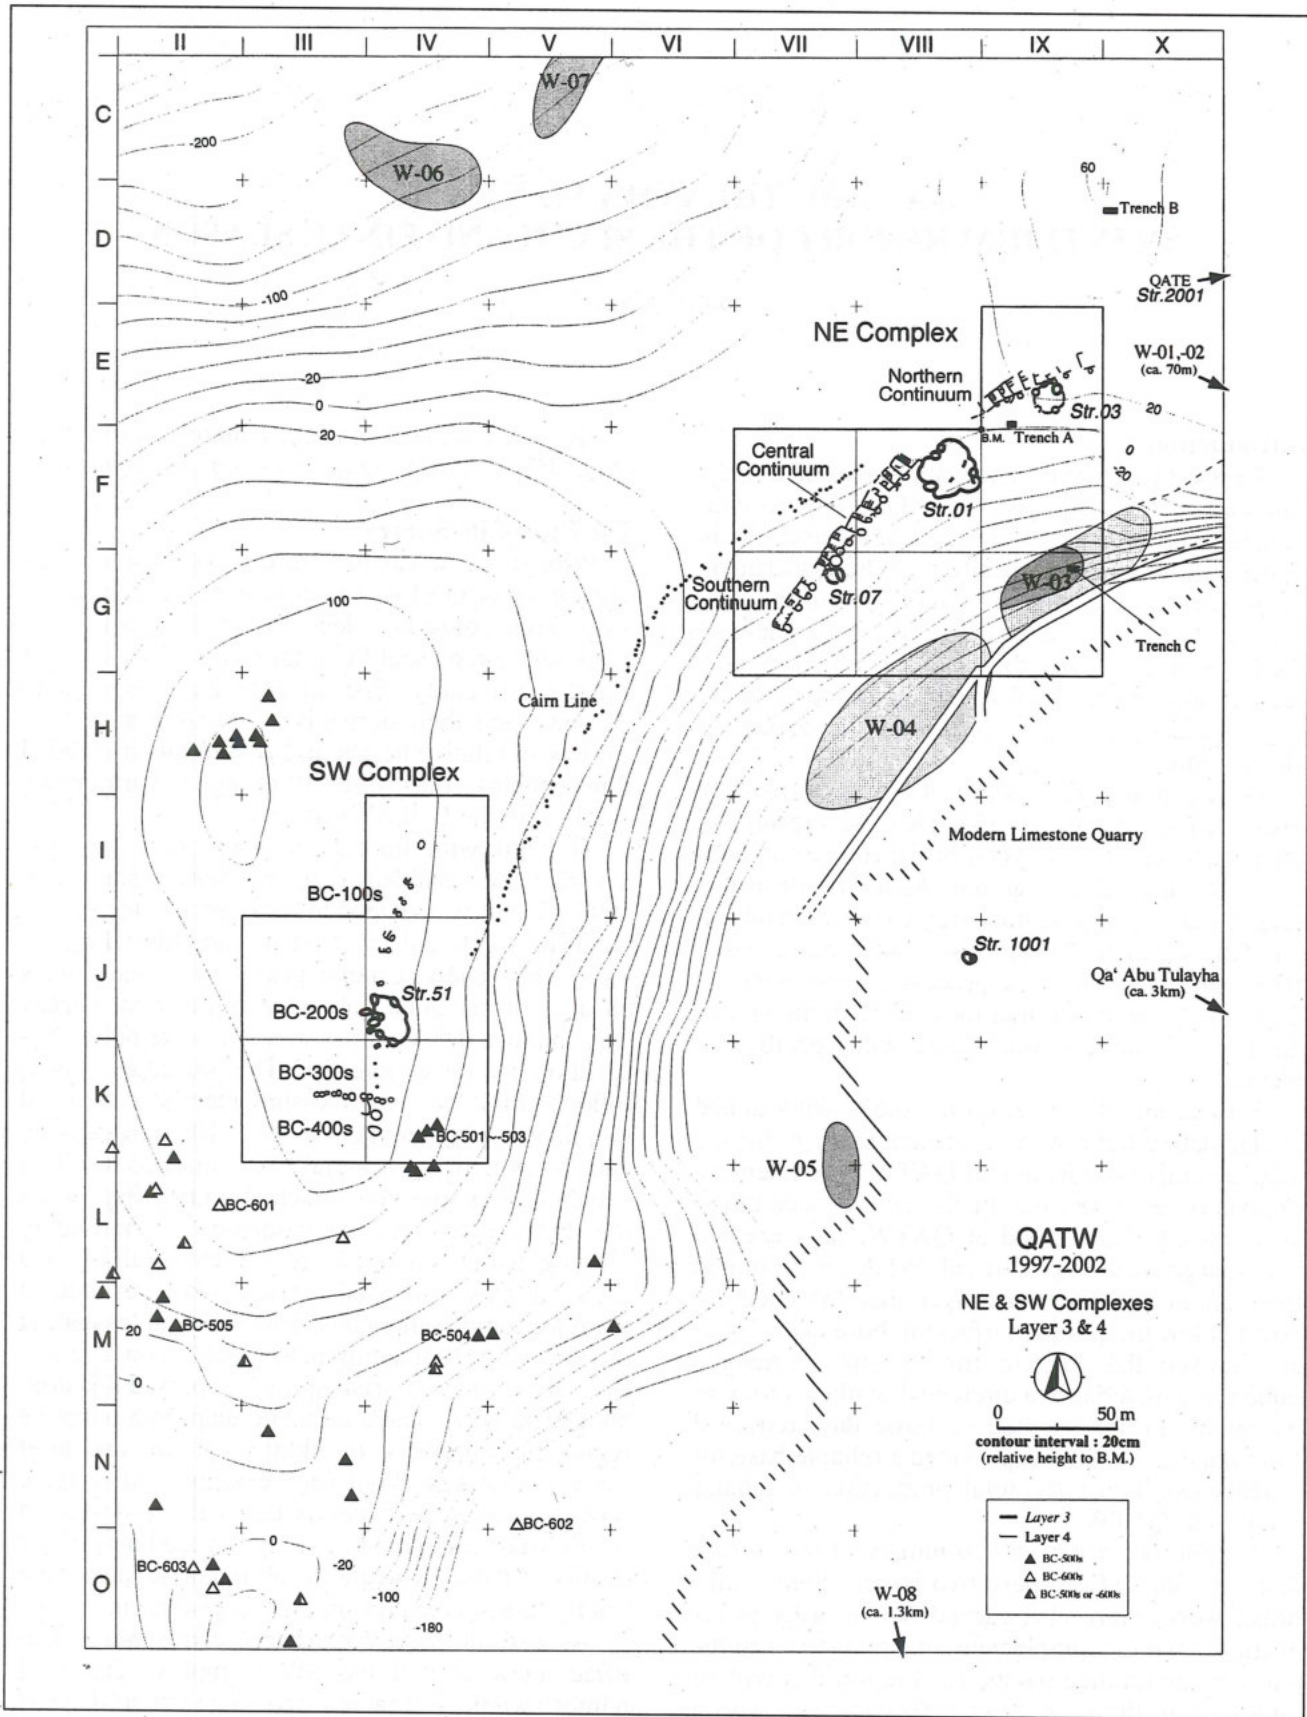 II III IV V VI VII VIII IX X
C
D
E
F
G
H
I
J
K
L
M
N
O
W-07
W-06
-200
60
Trench B
-100
QATE
Str.2001
NE Complex
W-01,-02
(ca. 70m)
-20
0
20
Northern
Continuum
Str.03
20
B.M.
Trench A
0
-20
Central
Continuum
Str.01
W-03
Southern
Continuum
Str.07
100
Trench C
Cairn Line
W-04
SW Complex
Modern Limestone Quarry
BC-100s
Str. 1001
Qa' Abu Tulayha
(ca. 3km)
Str.51
BC-200s
BC-300s
BC-400s
BC-501~-503
W-05
BC-601
QATW
1997-2002
NE & SW Complexes
Layer 3 & 4
20
BC-505
BC-504
0
0 50 m
contour interval : 20cm
(relative height to B.M.)
BC-602
Layer 3
Layer 4
BC-500s
BC-600s
BC-500s or -600s
BC-603
0
-20
-100
-180
W-08
(ca. 1.3km)